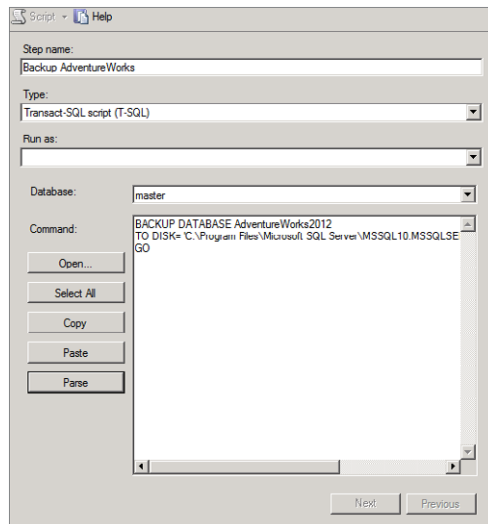 Script Help
Step name:
Backup AdventureWorks
Type:
Transact-SQL script (T-SQL)
Run as:
Database:
master
Command:
BACKUP DATABASE AdventureWorks2012
TO DISK= 'C:\Program Files\Microsoft SQL Server\MSSQL10.MSSQLSE
GO
Open...
Select All
Copy
Paste
Parse
Next Previous